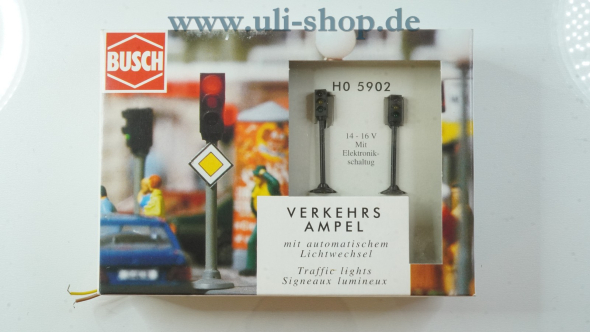 www.uli-shop.de
BUSCH
H0 5902
14 - 16 V
Mit
Elektronik-
schaltug
VERKEHRS
AMPEL
mit automatischem
Lichtwechsel
Traffic lights
Signeaux lumineux